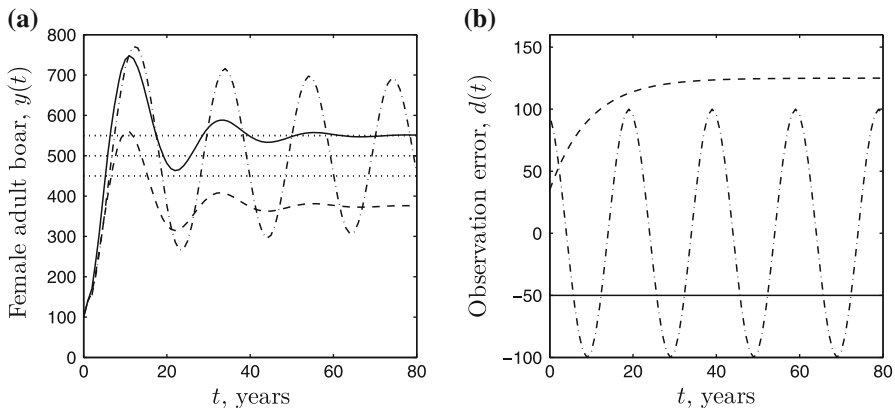 (a)
800
700
600
500
400
300
200
100
0
Female adult boar, y(t)
0 20 40 60 80
t, years
(b)
150
100
50
0
−50
−100
Observation error, d(t)
0 20 40 60 80
t, years